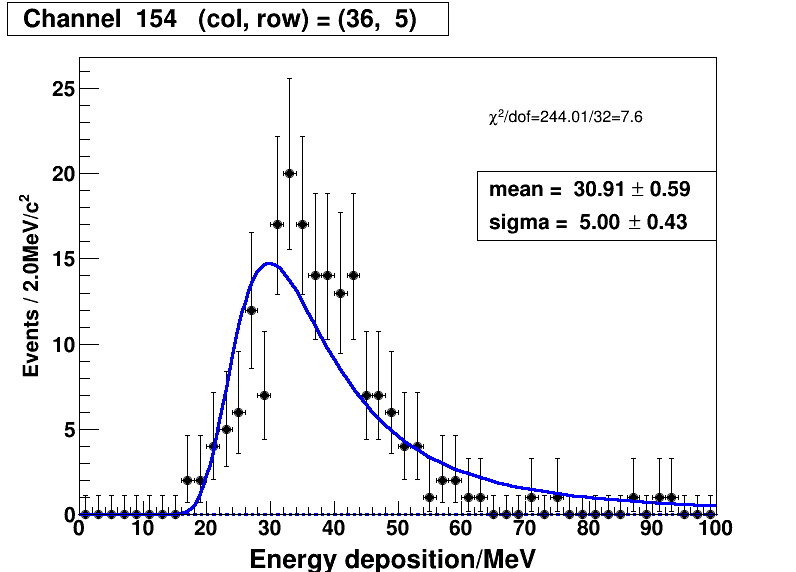 Channel 154 (col, row) = (36, 5)
χ²/dof=244.01/32=7.6
mean = 30.91 ± 0.59
sigma = 5.00 ± 0.43
Events / 2.0MeV/c²
25
20
15
10
5
0
0 10 20 30 40 50 60 70 80 90 100
Energy deposition/MeV